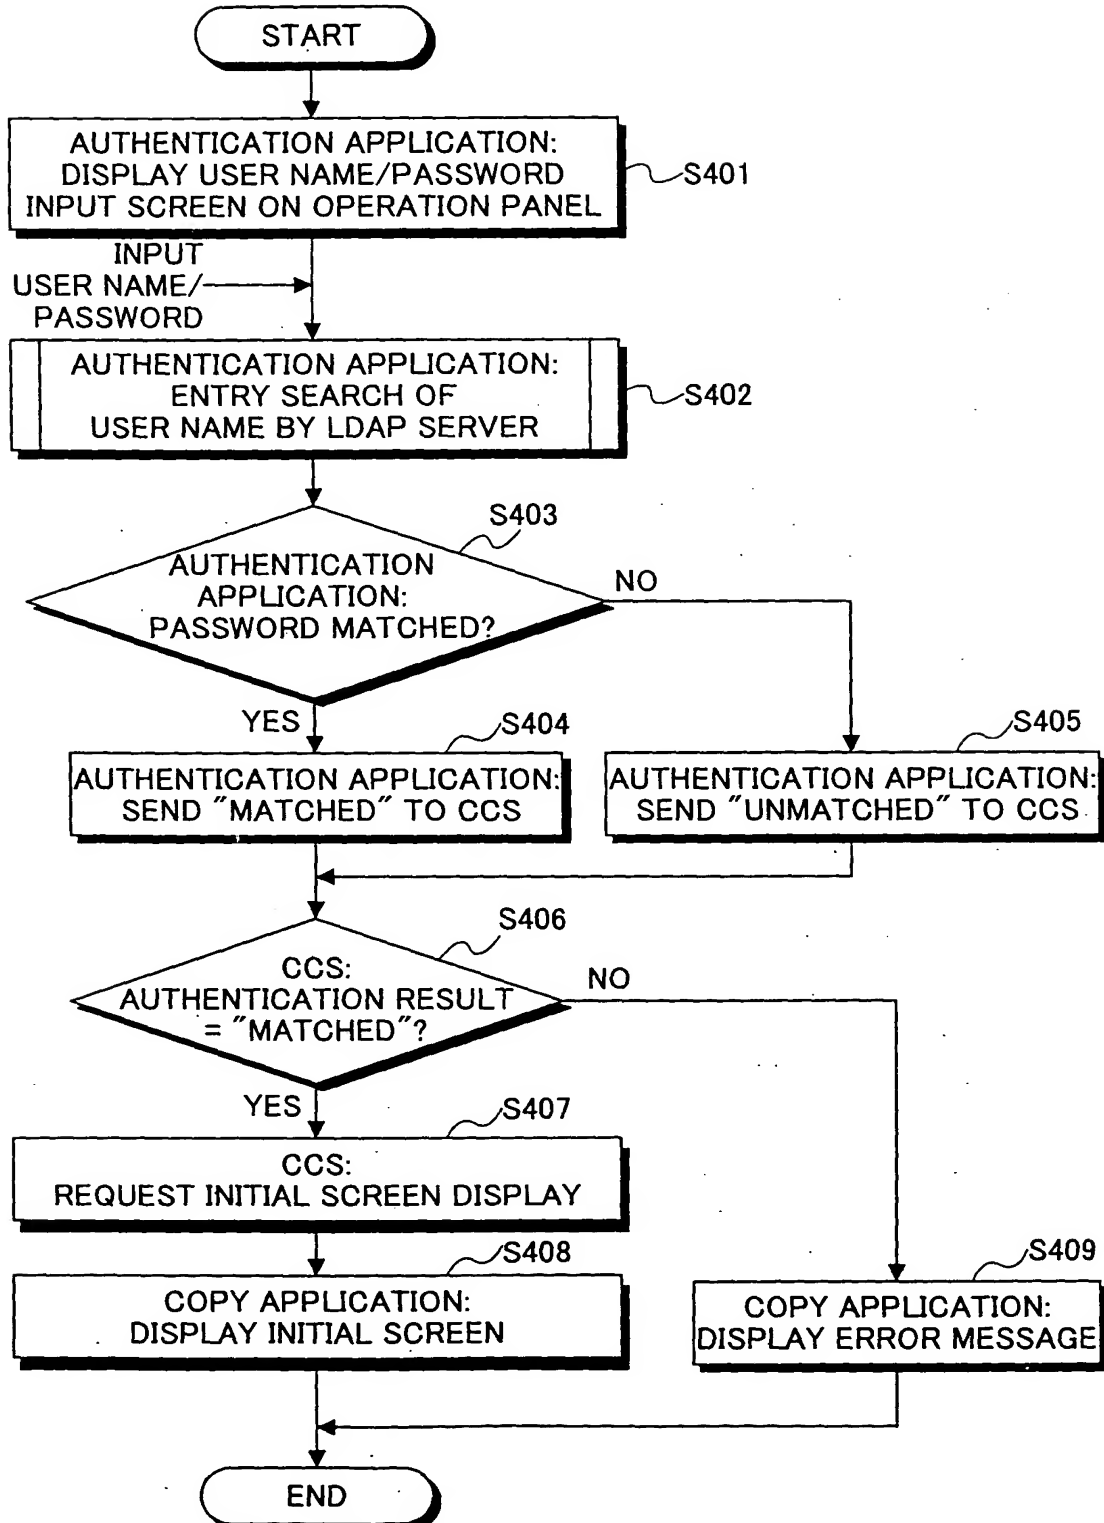 START
AUTHENTICATION APPLICATION:
DISPLAY USER NAME/PASSWORD
INPUT SCREEN ON OPERATION PANEL
S401
INPUT
USER NAME/
PASSWORD
AUTHENTICATION APPLICATION:
ENTRY SEARCH OF
USER NAME BY LDAP SERVER
S402
S403
AUTHENTICATION
APPLICATION:
PASSWORD MATCHED?
NO
YES
S404
AUTHENTICATION APPLICATION:
SEND "MATCHED" TO CCS
S405
AUTHENTICATION APPLICATION:
SEND "UNMATCHED" TO CCS
S406
CCS:
AUTHENTICATION RESULT
= "MATCHED"?
NO
YES
S407
CCS:
REQUEST INITIAL SCREEN DISPLAY
S408
COPY APPLICATION:
DISPLAY INITIAL SCREEN
S409
COPY APPLICATION:
DISPLAY ERROR MESSAGE
END